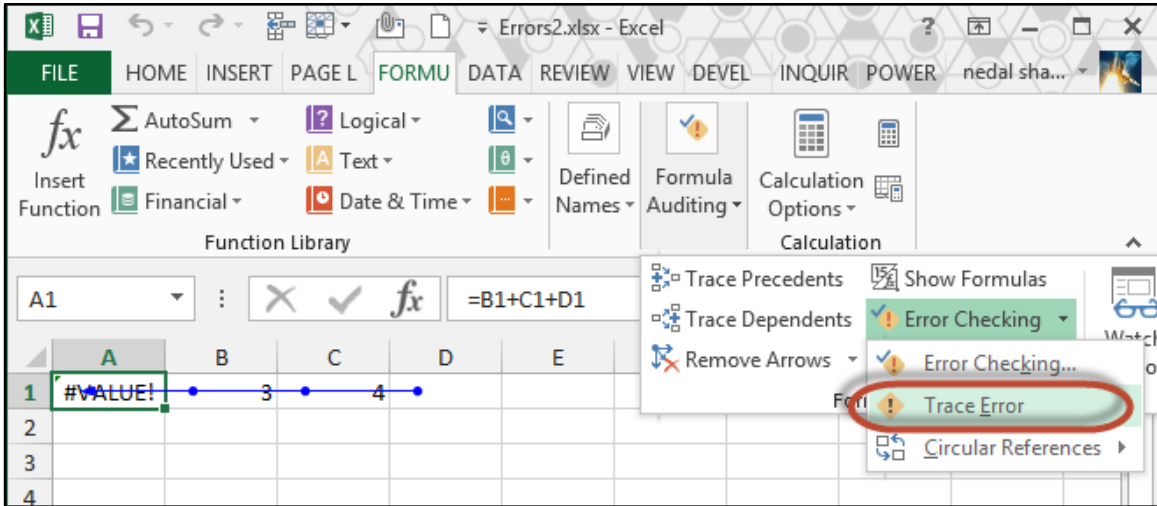 Errors2.xlsx - Excel ?
FILE HOME INSERT PAGE L FORMU DATA REVIEW VIEW DEVEL INQUIR POWER nedal sha...
fx Insert Function
Σ AutoSum
Recently Used
Financial
? Logical
A Text
Date & Time
θ
Defined Names
Formula Auditing
Calculation Options
Function Library
Calculation
A1 fx =B1+C1+D1
Trace Precedents
Show Formulas
Trace Dependents
Error Checking
Remove Arrows
Error Checking...
Trace Error
Circular References
A B C D E
1 #VALUE! 3 4
2
3
4